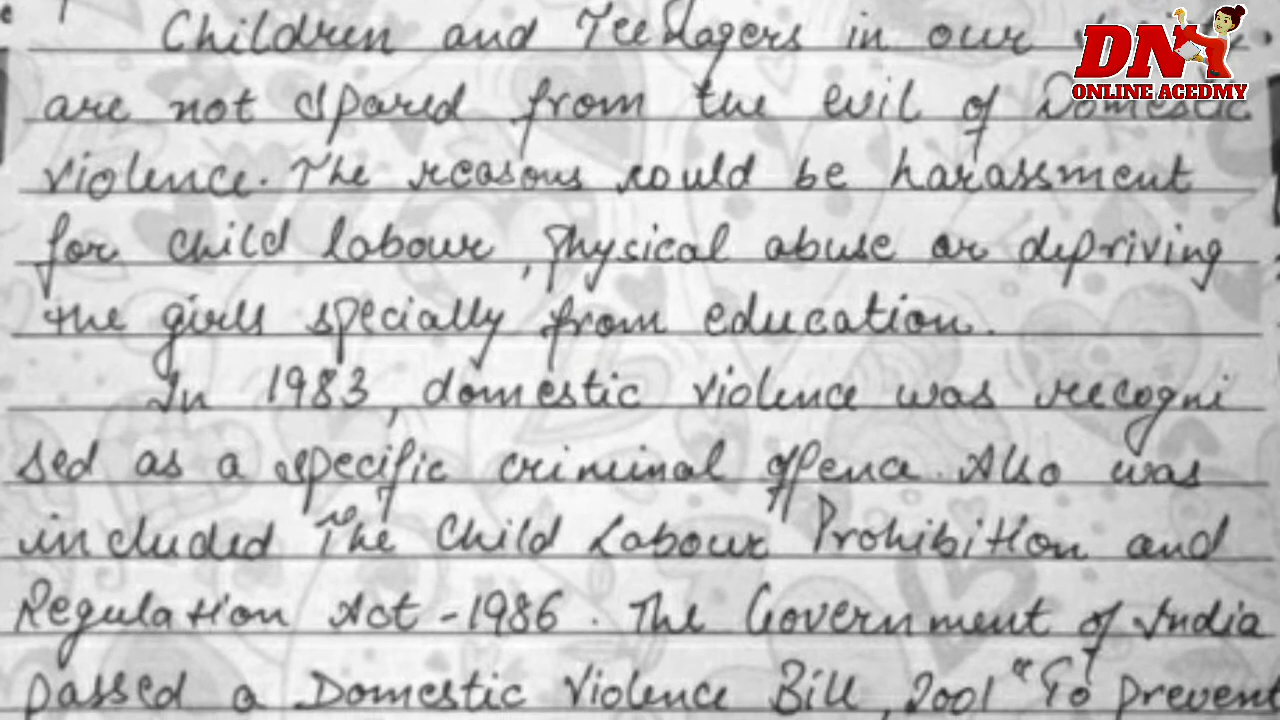 Children and Teenagers in our
are not spared from the evil of Domestic
violence. The reasons could be harassment
for child labour, Physical abuse or depriving
the girls specially from education.
In 1983, domestic violence was recogni
sed as a specific criminal offence. Also was
included The Child Labour Prohibition and
Regulation Act -1986. The Government of India
passed a Domestic Violence Bill, 2001 "To prevent
DNY
ONLINE ACEDMY